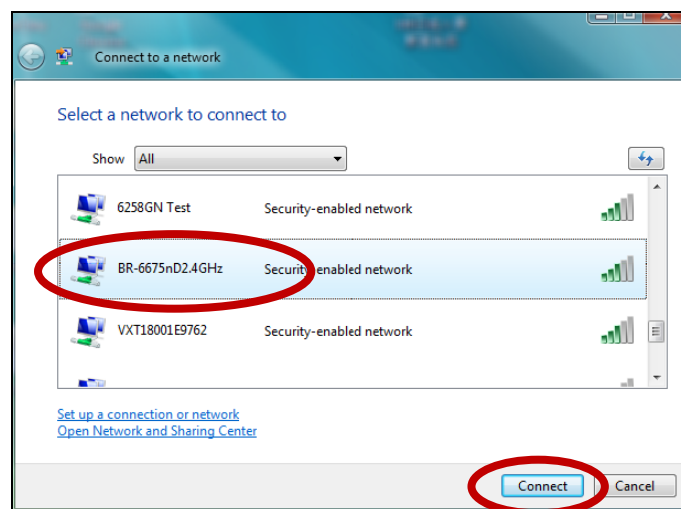 Connect to a network
Select a network to connect to
Show All
6258GN Test Security-enabled network
BR-6675nD2.4GHz Security-enabled network
VXT18001E9762 Security-enabled network
Set up a connection or network
Open Network and Sharing Center
Connect Cancel